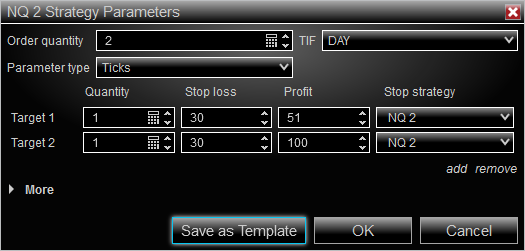 NQ 2 Strategy Parameters
Order quantity 2 TIF DAY
Parameter type Ticks
Quantity Stop loss Profit Stop strategy
Target 1 1 30 51 NQ 2
Target 2 1 30 100 NQ 2
add remove
More
Save as Template OK Cancel